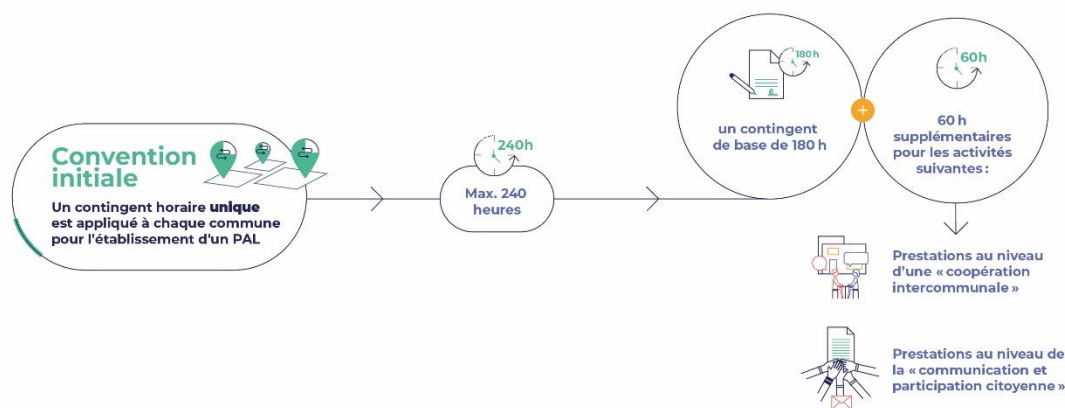 Convention
initiale
Un contingent horaire unique
est appliqué à chaque commune
pour l'établissement d'un PAL
240h
Max. 240
heures
180h
un contingent
de base de 180 h
+
60h
60 h
supplémentaires
pour les activités
suivantes :
Prestations au niveau
d'une « coopération
intercommunale »
Prestations au niveau de
la « communication et
participation citoyenne »